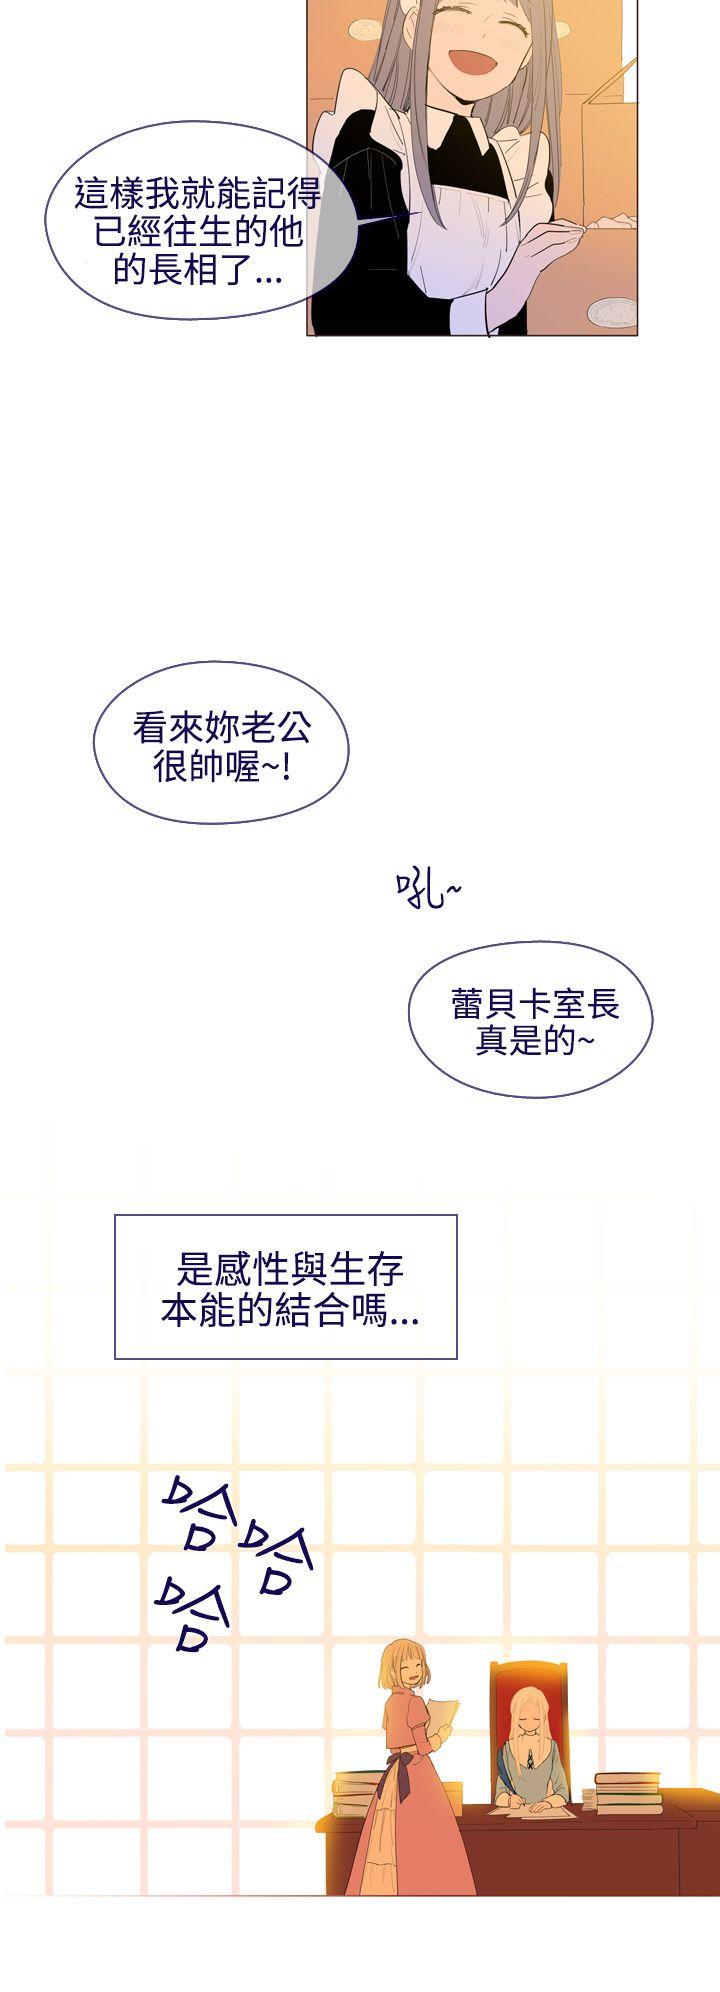 這樣我就能記得
已經往生的他
的長相了...
看來妳老公
很帥喔~!
吼~
蕾貝卡室長
真是的~
是感性與生存
本能的結合嗎...
哈
哈
哈